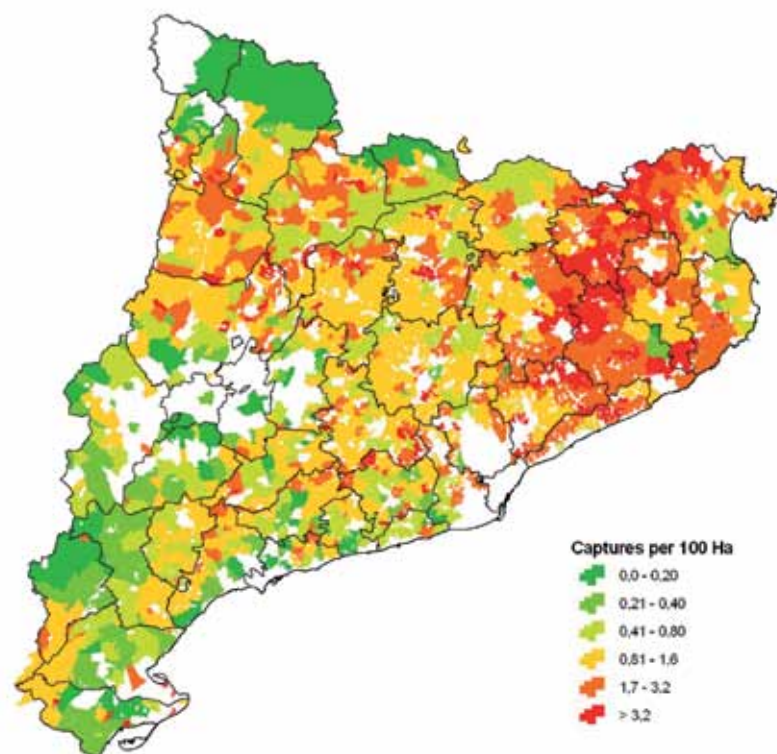 Captures per 100 Ha
0,0 - 0,20
0,21 - 0,40
0,41 - 0,80
0,81 - 1,6
1,7 - 3,2
> 3,2